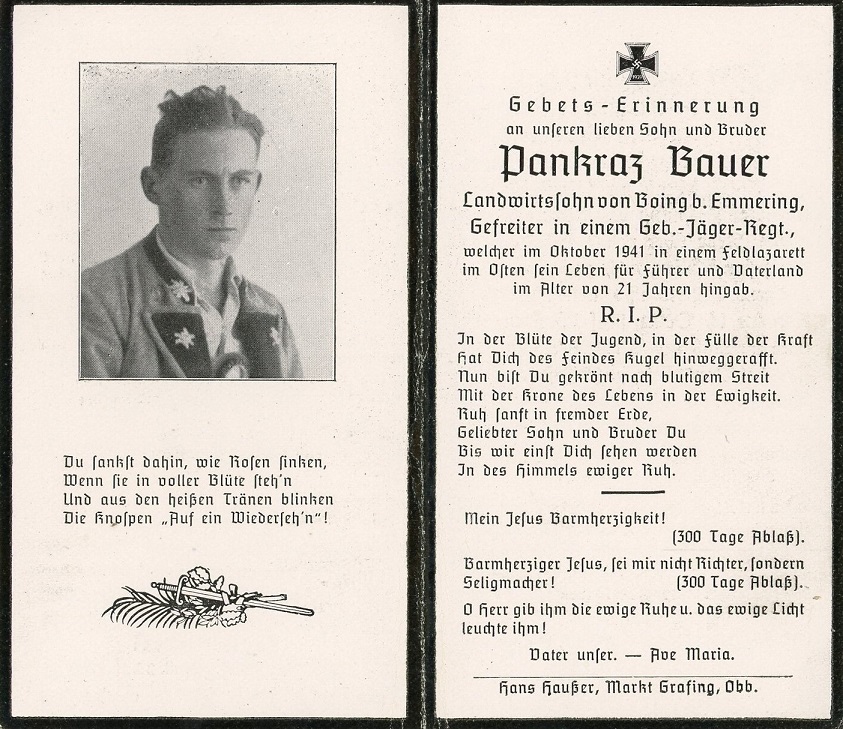 Du sankst dahin, wie Rosen sinken,
Wenn sie in voller Blüte steh'n
Und aus den heißen Tränen blinken
Die Knospen „Auf ein Wiederseh'n“!
1939
Gebets-Erinnerung
an unseren lieben Sohn und Bruder
Pankraz Bauer
Landwirtssohn von Boing b. Emmering,
Gefreiter in einem Geb.-Jäger-Regt.,
welcher im Oktober 1941 in einem Feldlazarett
im Osten sein Leben für Führer und Vaterland
im Alter von 21 Jahren hingab.
R. I. P.
In der Blüte der Jugend, in der Fülle der Kraft
Hat Dich des Feindes Kugel hinweggerafft.
Nun bist Du gekrönt nach blutigem Streit
Mit der Krone des Lebens in der Ewigkeit.
Ruh sanft in fremder Erde,
Geliebter Sohn und Bruder Du
Bis wir einst Dich sehen werden
In des Himmels ewiger Ruh.
Mein Jesus Barmherzigkeit!
(300 Tage Ablaß).
Barmherziger Jesus, sei mir nicht Richter, sondern
Seligmacher! (300 Tage Ablaß).
O Herr gib ihm die ewige Ruhe u. das ewige Licht
leuchte ihm!
Vater unser. — Ave Maria.
Hans Haußer, Markt Grafing, Obb.